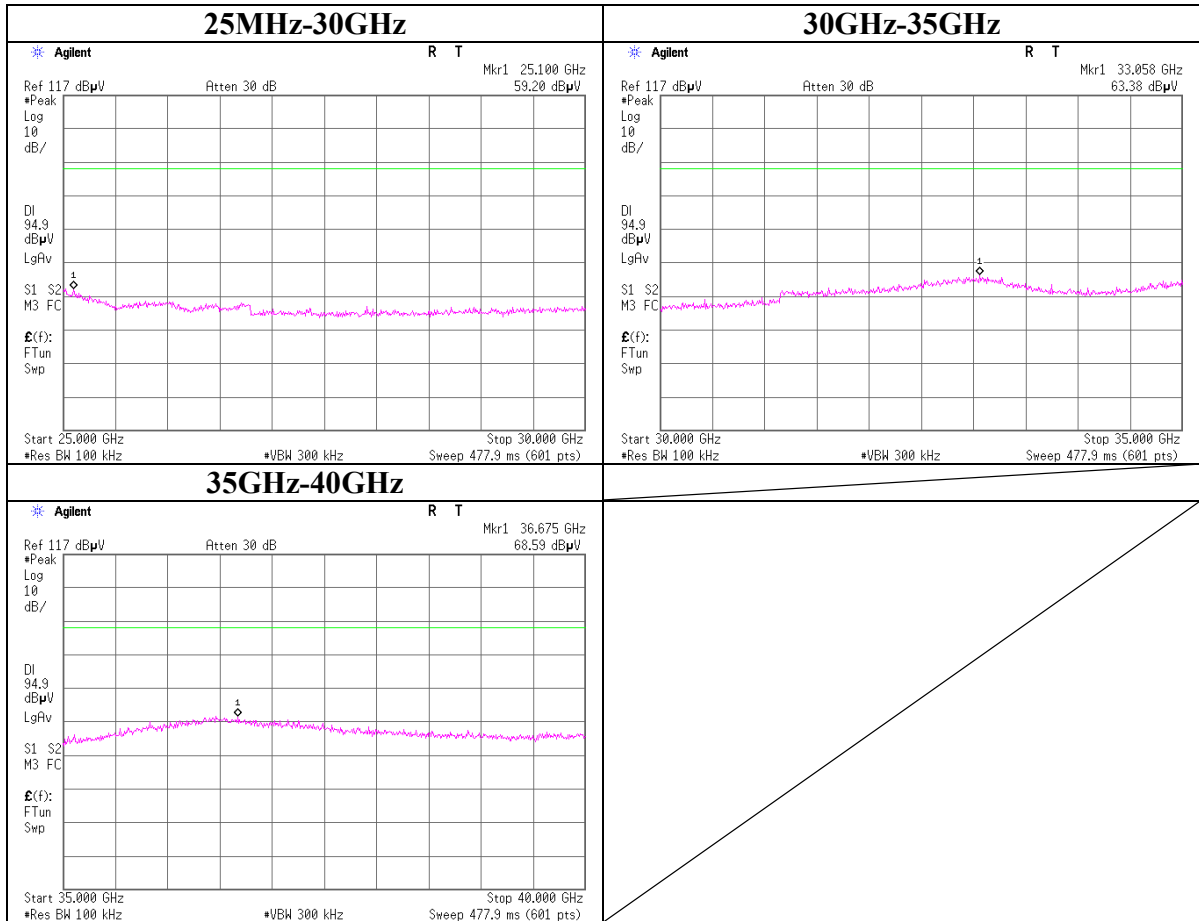 25MHz-30GHz
Agilent R T
Mkr1 25.100 GHz
Ref 117 dBµV Atten 30 dB 59.20 dBµV
#Peak
Log
10
dB/
DI
94.9
dBµV
LgAv
1
S1 S2
M3 FC
£(f):
FTun
Swp
Start 25.000 GHz Stop 30.000 GHz
#Res BW 100 kHz #VBW 300 kHz Sweep 477.9 ms (601 pts)
30GHz-35GHz
Agilent R T
Mkr1 33.058 GHz
Ref 117 dBµV Atten 30 dB 63.38 dBµV
#Peak
Log
10
dB/
DI
94.9
dBµV
LgAv
1
S1 S2
M3 FC
£(f):
FTun
Swp
Start 30.000 GHz Stop 35.000 GHz
#Res BW 100 kHz #VBW 300 kHz Sweep 477.9 ms (601 pts)
35GHz-40GHz
Agilent R T
Mkr1 36.675 GHz
Ref 117 dBµV Atten 30 dB 68.59 dBµV
#Peak
Log
10
dB/
DI
94.9
dBµV
LgAv
1
S1 S2
M3 FC
£(f):
FTun
Swp
Start 35.000 GHz Stop 40.000 GHz
#Res BW 100 kHz #VBW 300 kHz Sweep 477.9 ms (601 pts)